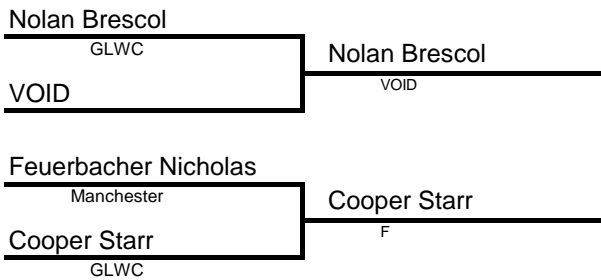 Nolan Brescol
GLWC
VOID
Nolan Brescol
VOID
Feuerbacher Nicholas
Manchester
Cooper Starr
GLWC
Cooper Starr
F